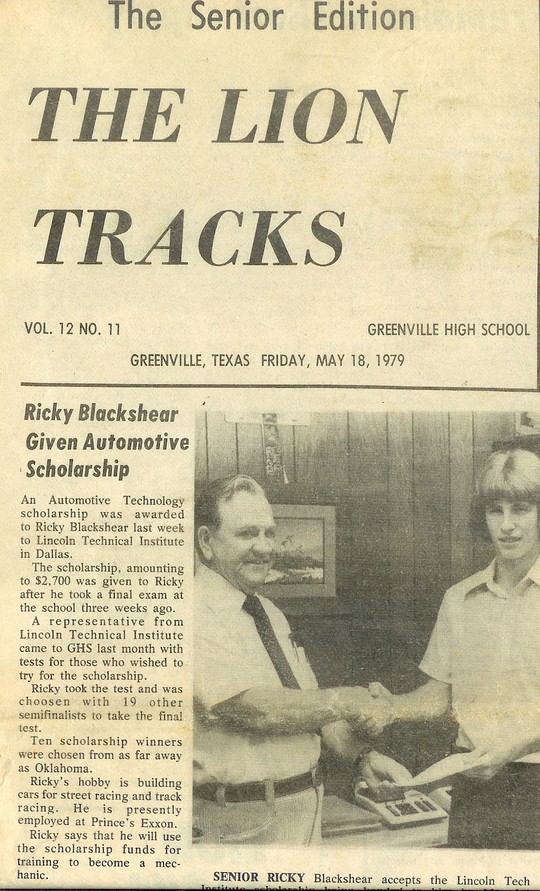 The Senior Edition
THE LION
TRACKS
VOL. 12 NO. 11
GREENVILLE HIGH SCHOOL
GREENVILLE, TEXAS FRIDAY, MAY 18, 1979
Ricky Blackshear
Given Automotive
Scholarship
An Automotive Technology
scholarship was awarded
to Ricky Blackshear last week
to Lincoln Technical Institute
in Dallas.
The scholarship, amounting
to $2,700 was given to Ricky
after he took a final exam at
the school three weeks ago.
A representative from
Lincoln Technical Institute
came to GHS last month with
tests for those who wished to
try for the scholarship.
Ricky took the test and was
choosen with 19 other
semifinalists to take the final
test.
Ten scholarship winners
were chosen from as far away
as Oklahoma.
Ricky's hobby is building
cars for street racing and track
racing. He is presently
employed at Prince's Exxon.
Ricky says that he will use
the scholarship funds for
training to become a mec-
hanic.
SENIOR RICKY Blackshear accepts the Lincoln Tech